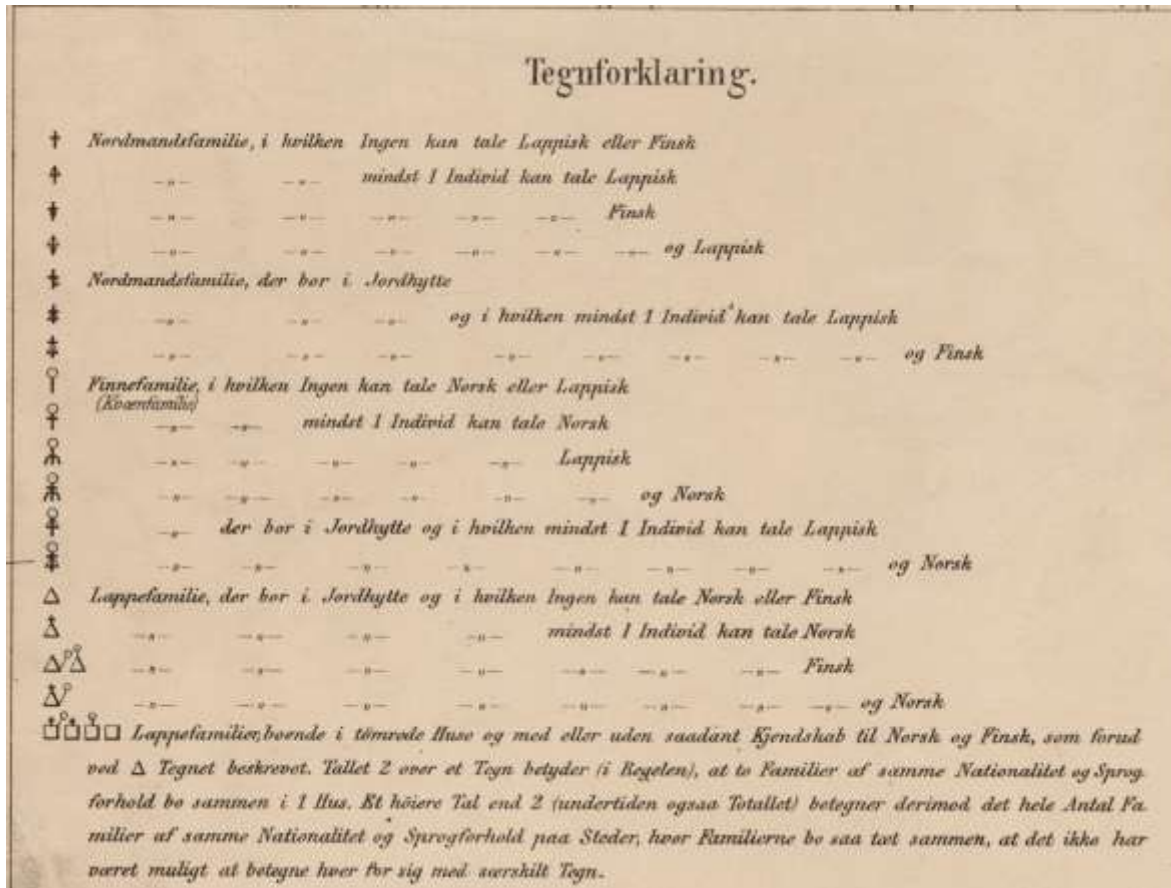 Tegnforklaring.
Nordmandsfamilie, i hvilken Ingen kan tale Lappisk eller Finsk
—„— —„— mindst 1 Individ kan tale Lappisk
—„— —„— —„— —„— —„— Finsk
—„— —„— —„— —„— —„— —„— og Lappisk
Nordmandsfamilie, der bor i Jordhytte
—„— —„— —„— og i hvilken mindst 1 Individ kan tale Lappisk
—„— —„— —„— —„— —„— —„— —„— —„— og Finsk
Finnefamilie, i hvilken Ingen kan tale Norsk eller Lappisk
(Kvænfamilie)
—„— —„— mindst 1 Individ kan tale Norsk
—„— —„— —„— —„— —„— Lappisk
—„— —„— —„— —„— —„— —„— og Norsk
—„— der bor i Jordhytte og i hvilken mindst 1 Individ kan tale Lappisk
—„— —„— —„— —„— —„— —„— —„— —„— og Norsk
Lappefamilie, der bor i Jordhytte og i hvilken Ingen kan tale Norsk eller Finsk
—„— —„— —„— —„— mindst 1 Individ kan tale Norsk
—„— —„— —„— —„— —„— —„— —„— Finsk
—„— —„— —„— —„— —„— —„— —„— —„— og Norsk
Lappefamilier, boende i tømrede Huse og med eller uden saadant Kjendskab til Norsk og Finsk, som forud
ved Δ Tegnet beskrevet. Tallet 2 over et Tegn betyder (i Regelen), at to Familier af samme Nationalitet og Sprog
forhold bo sammen i 1 Hus. Et höiere Tal end 2 (undertiden ogsaa Totallet) betegner derimod det hele Antal Fa
milier af samme Nationalitet og Sprogforhold paa Steder, hvor Familierne bo saa tæt sammen, at det ikke har
været muligt at betegne hver for sig med særskilt Tegn.